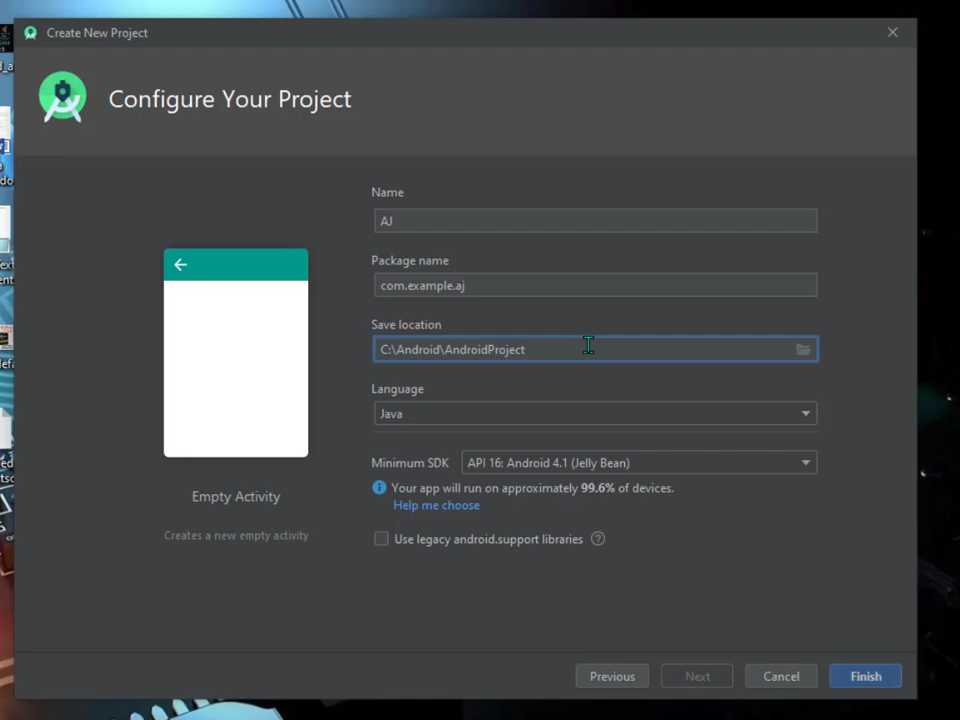 Create New Project
Configure Your Project
Name
AJ
Package name
com.example.aj
Save location
C:\Android\AndroidProject
Language
Java
Minimum SDK
API 16: Android 4.1 (Jelly Bean)
Your app will run on approximately 99.6% of devices.
Help me choose
Use legacy android.support libraries
Empty Activity
Creates a new empty activity
Previous
Next
Cancel
Finish